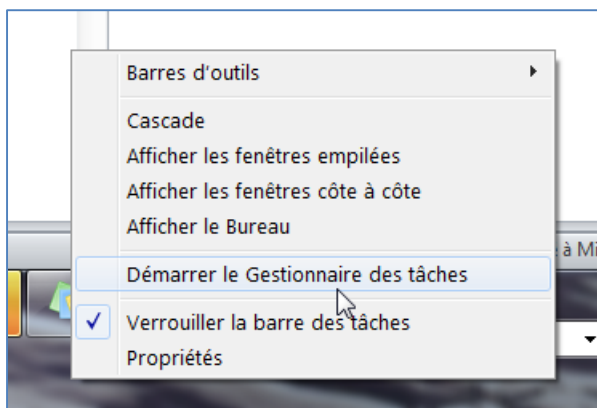 Barres d'outils
Cascade
Afficher les fenêtres empilées
Afficher les fenêtres côte à côte
Afficher le Bureau
à Mi
Démarrer le Gestionnaire des tâches
Verrouiller la barre des tâches
Propriétés